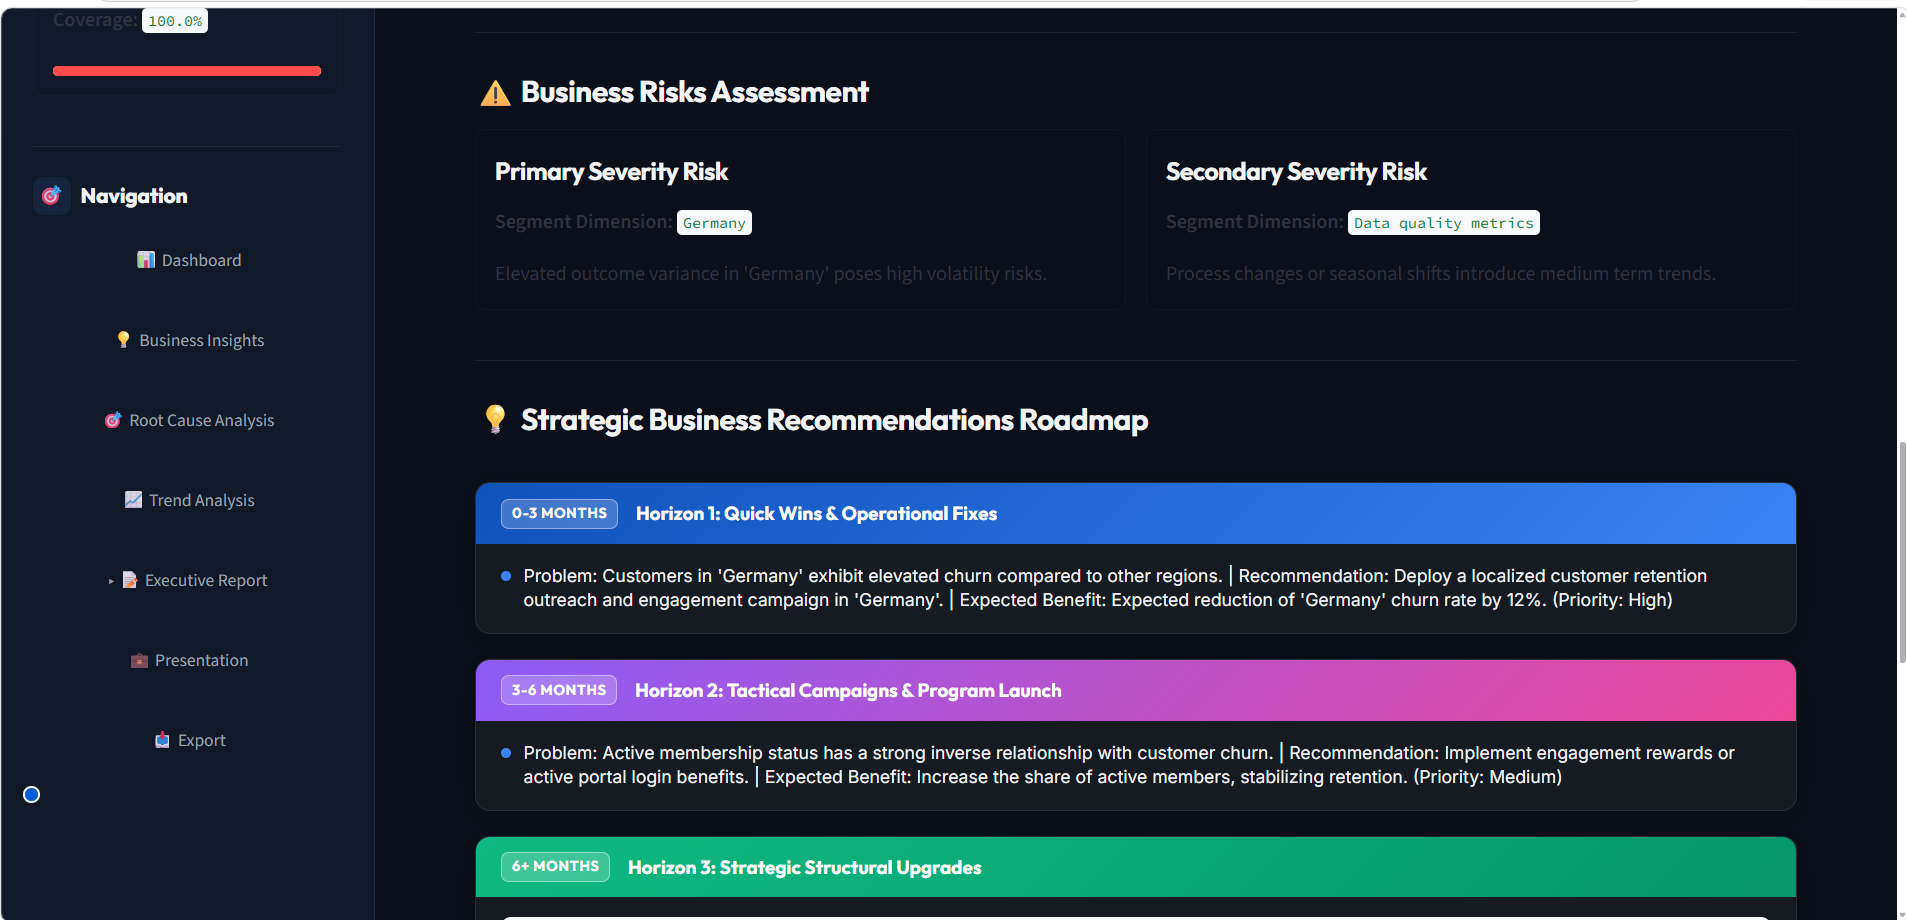 Coverage: 100.0%
Navigation
Dashboard
Business Insights
Root Cause Analysis
Trend Analysis
Executive Report
Presentation
Export
Business Risks Assessment
Primary Severity Risk
Segment Dimension: Germany
Elevated outcome variance in 'Germany' poses high volatility risks.
Secondary Severity Risk
Segment Dimension: Data quality metrics
Process changes or seasonal shifts introduce medium term trends.
Strategic Business Recommendations Roadmap
0-3 MONTHS Horizon 1: Quick Wins & Operational Fixes
Problem: Customers in 'Germany' exhibit elevated churn compared to other regions. | Recommendation: Deploy a localized customer retention
outreach and engagement campaign in 'Germany'. | Expected Benefit: Expected reduction of 'Germany' churn rate by 12%. (Priority: High)
3-6 MONTHS Horizon 2: Tactical Campaigns & Program Launch
Problem: Active membership status has a strong inverse relationship with customer churn. | Recommendation: Implement engagement rewards or
active portal login benefits. | Expected Benefit: Increase the share of active members, stabilizing retention. (Priority: Medium)
6+ MONTHS Horizon 3: Strategic Structural Upgrades